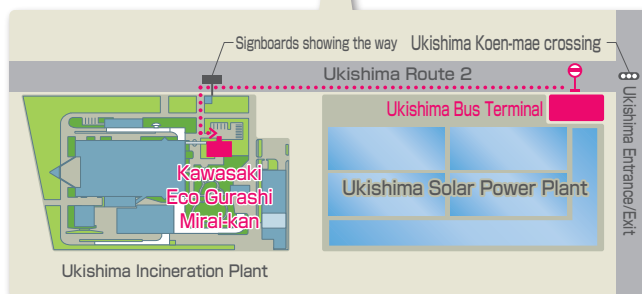 Signboards showing the way
Ukishima Koen-mae crossing
Ukishima Route 2
Ukishima Bus Terminal
Ukishima Entrance/Exit
Kawasaki
Eco Gurashi
Mirai-kan
Ukishima Solar Power Plant
Ukishima Incineration Plant